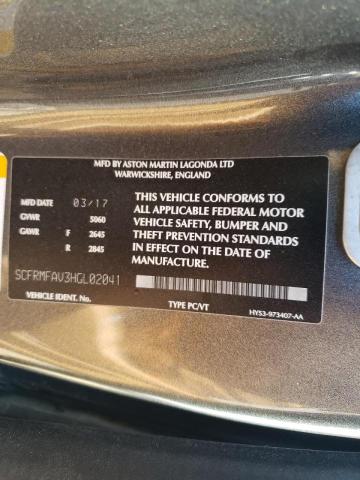 MFD BY ASTON MARTIN LAGONDA LTD
WARWICKSHIRE, ENGLAND
MFD DATE 03/17
GVWR 5060
GAWR F 2645
R 2845
THIS VEHICLE CONFORMS TO
ALL APPLICABLE FEDERAL MOTOR
VEHICLE SAFETY, BUMPER AND
THEFT PREVENTION STANDARDS
IN EFFECT ON THE DATE OF
MANUFACTURE.
SCFRMFAV3HGL02041
VEHICLE IDENT. No.
TYPE PC/VT
HY53-973407-AA